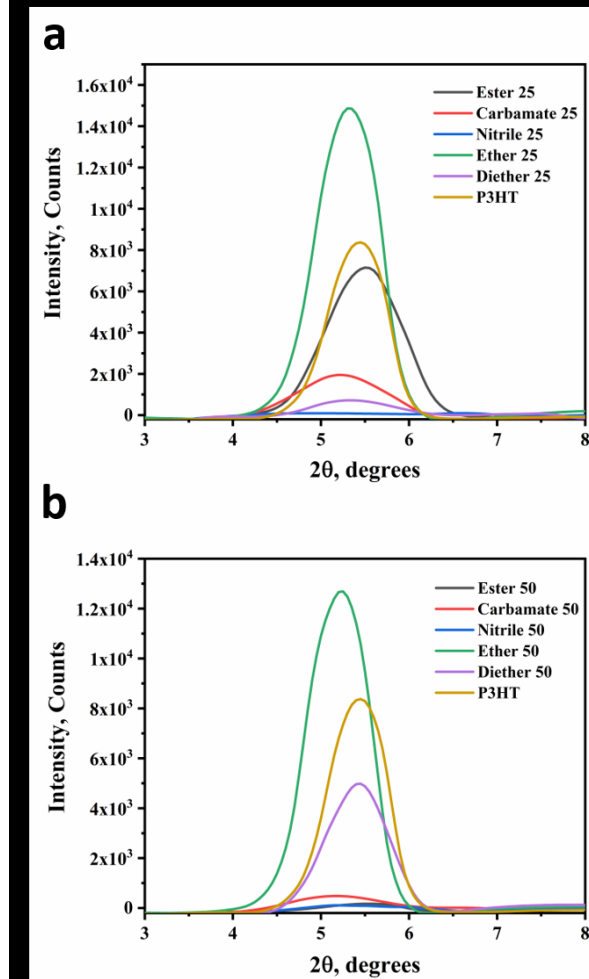 a
1.6x10⁴
1.4x10⁴
1.2x10⁴
1x10⁴
8x10³
6x10³
4x10³
2x10³
0
Intensity, Counts
Ester 25
Carbamate 25
Nitrile 25
Ether 25
Diether 25
P3HT
3 4 5 6 7 8
2θ, degrees
b
1.4x10⁴
1.2x10⁴
1x10⁴
8x10³
6x10³
4x10³
2x10³
0
Intensity, Counts
Ester 50
Carbamate 50
Nitrile 50
Ether 50
Diether 50
P3HT
3 4 5 6 7 8
2θ, degrees